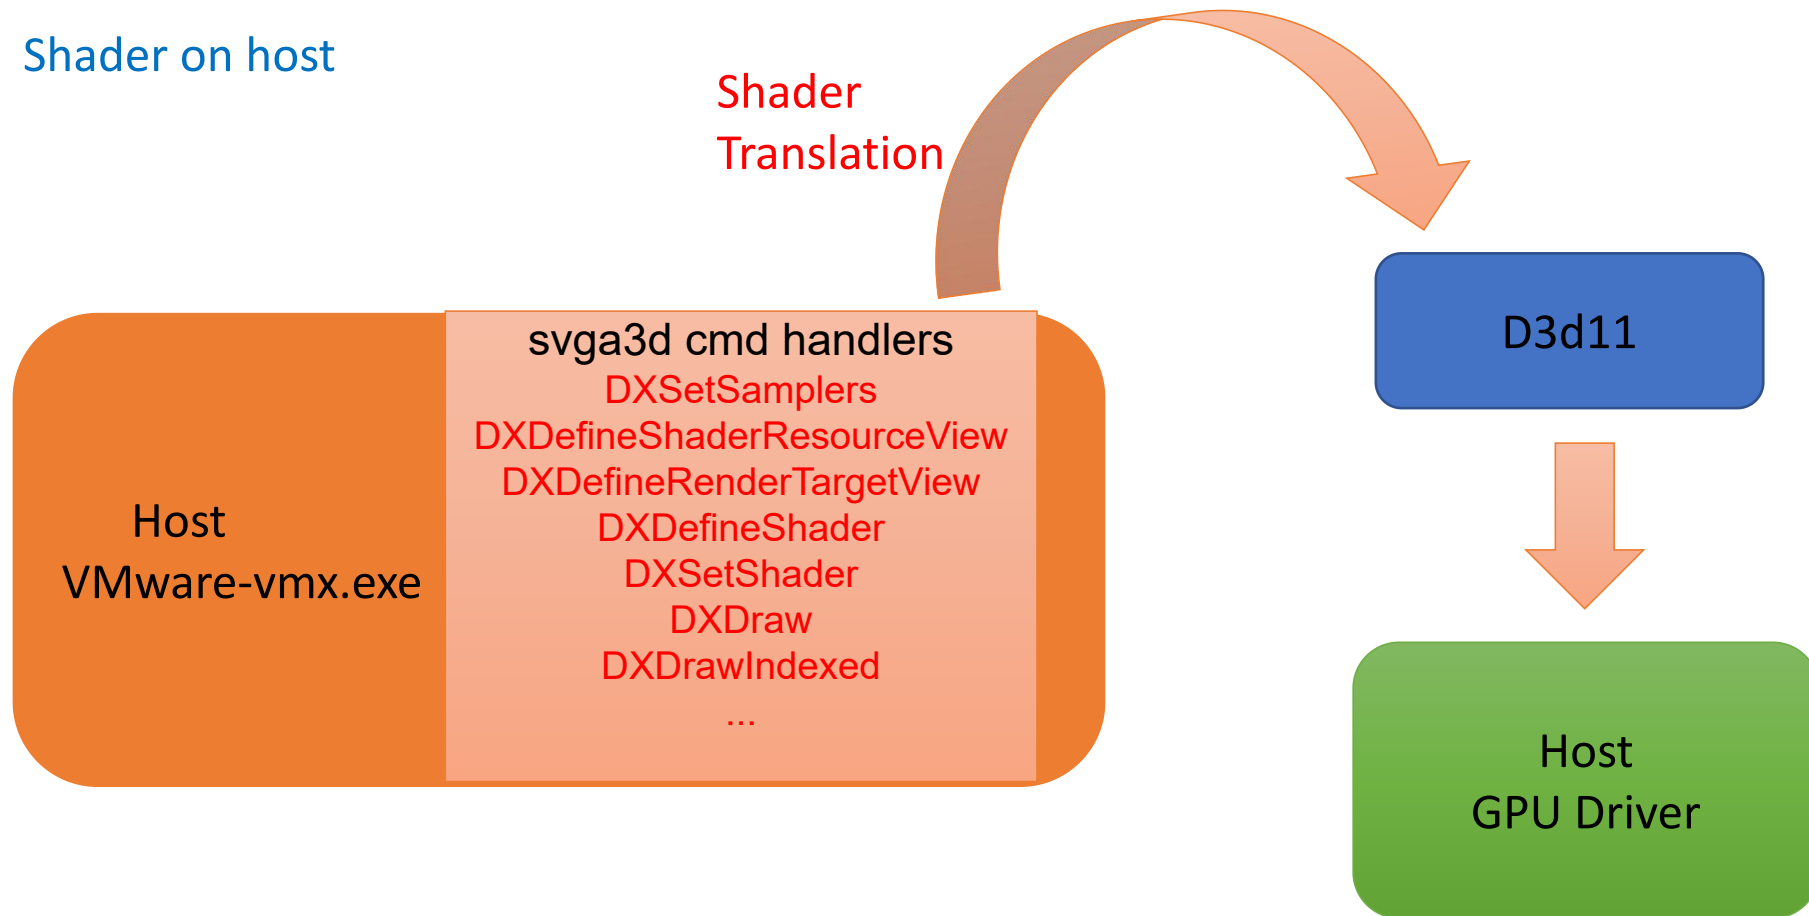 Shader on host
Shader
Translation
svga3d cmd handlers
DXSetSamplers
DXDefineShaderResourceView
DXDefineRenderTargetView
DXDefineShader
DXSetShader
DXDraw
DXDrawIndexed
...
Host
VMware-vmx.exe
D3d11
Host
GPU Driver